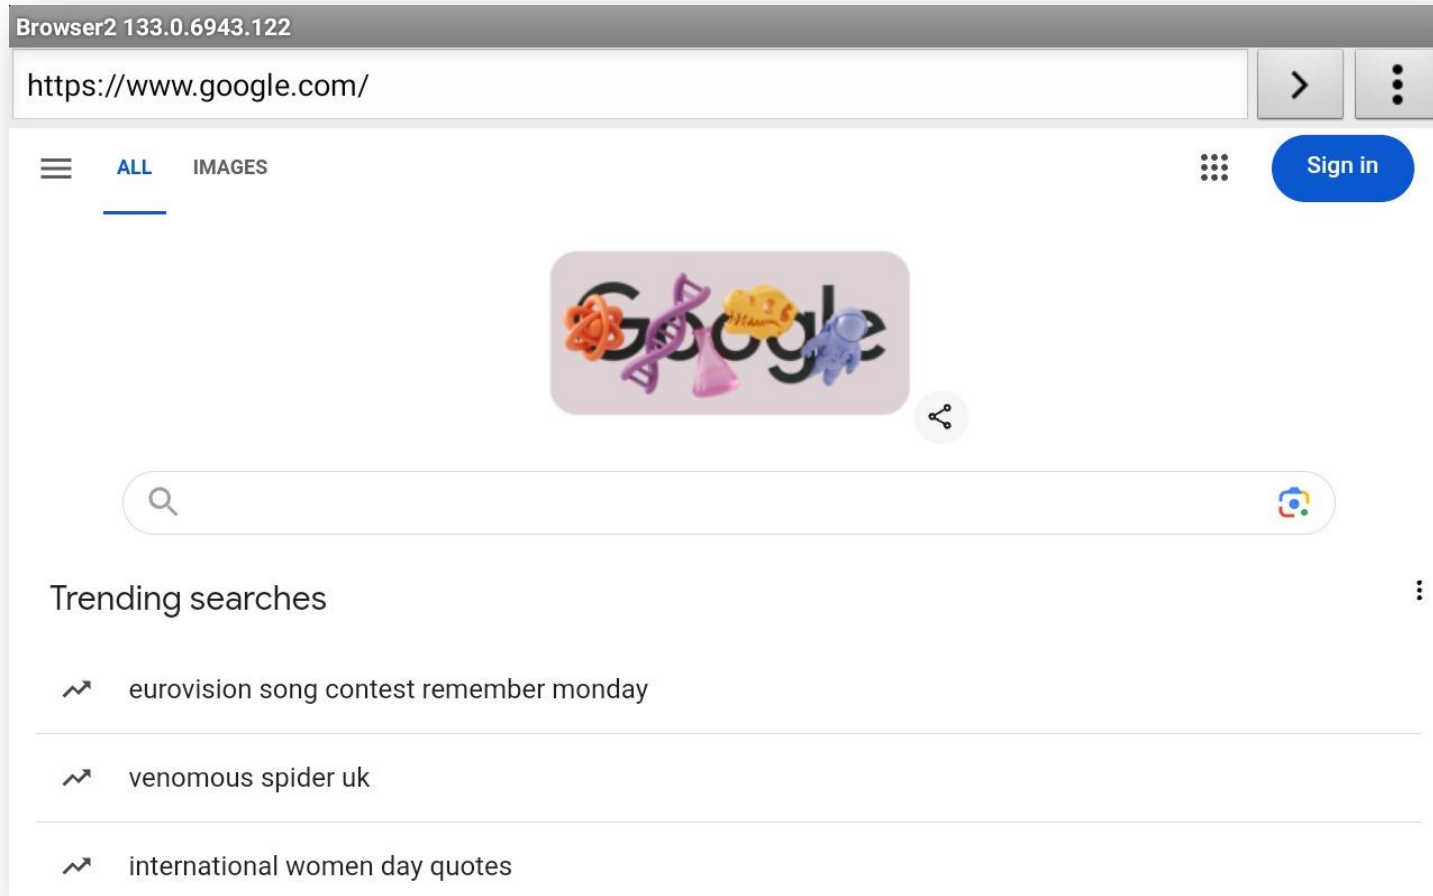 Browser2 133.0.6943.122
https://www.google.com/
ALL IMAGES
Sign in
Google
Trending searches
eurovision song contest remember monday
venomous spider uk
international women day quotes